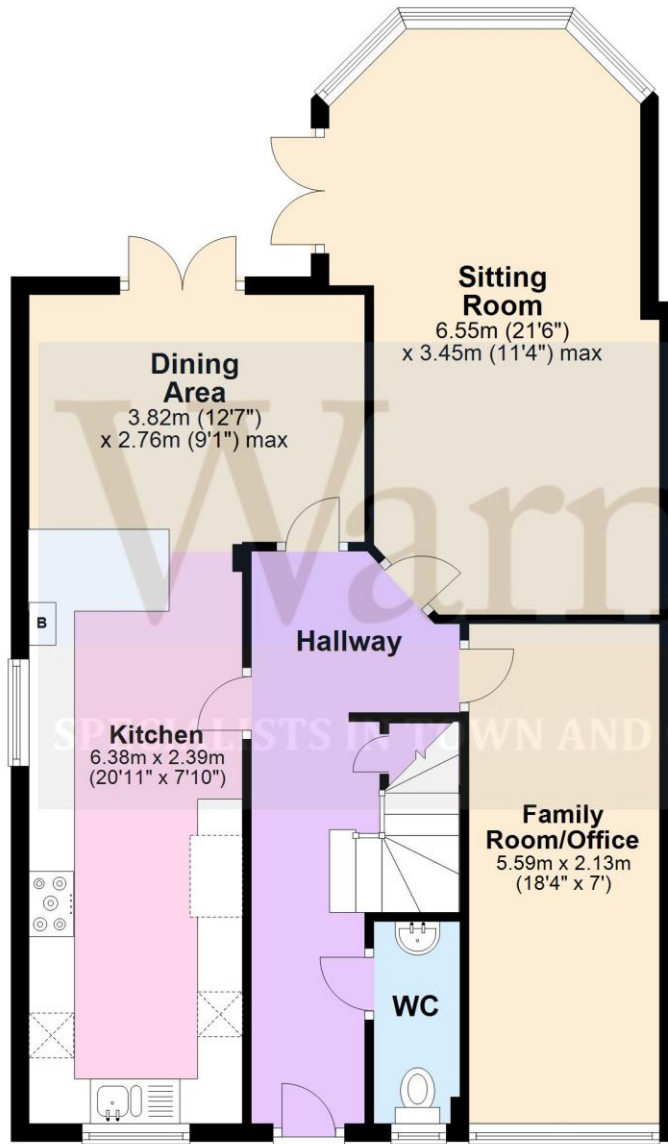 Sitting
Room
6.55m (21'6")
x 3.45m (11'4") max
Dining
Area
3.82m (12'7")
x 2.76m (9'1") max
Warn
B
Hallway
SPECIALISTS IN TOWN AND
Kitchen
6.38m x 2.39m
(20'11" x 7'10")
Family
Room/Office
5.59m x 2.13m
(18'4" x 7')
WC